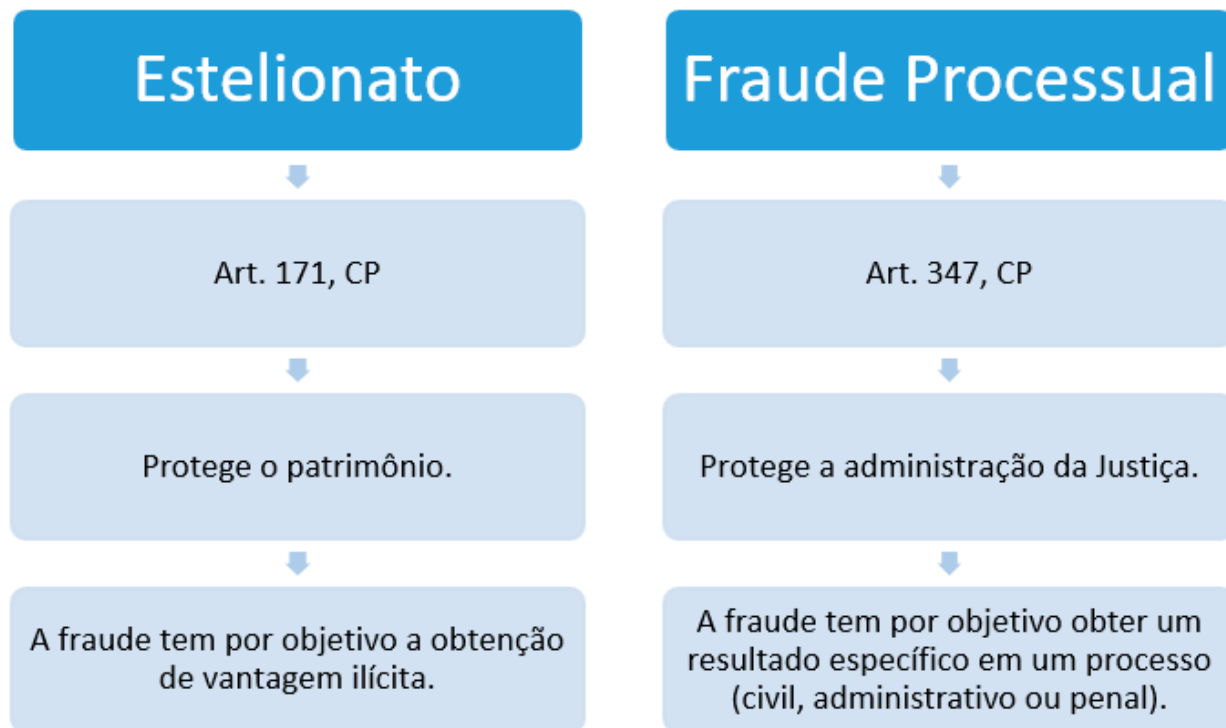 Estelionato
Art. 171, CP
Protege o patrimônio.
A fraude tem por objetivo a obtenção
de vantagem ilícita.
Fraude Processual
Art. 347, CP
Protege a administração da Justiça.
A fraude tem por objetivo obter um
resultado específico em um processo
(civil, administrativo ou penal).